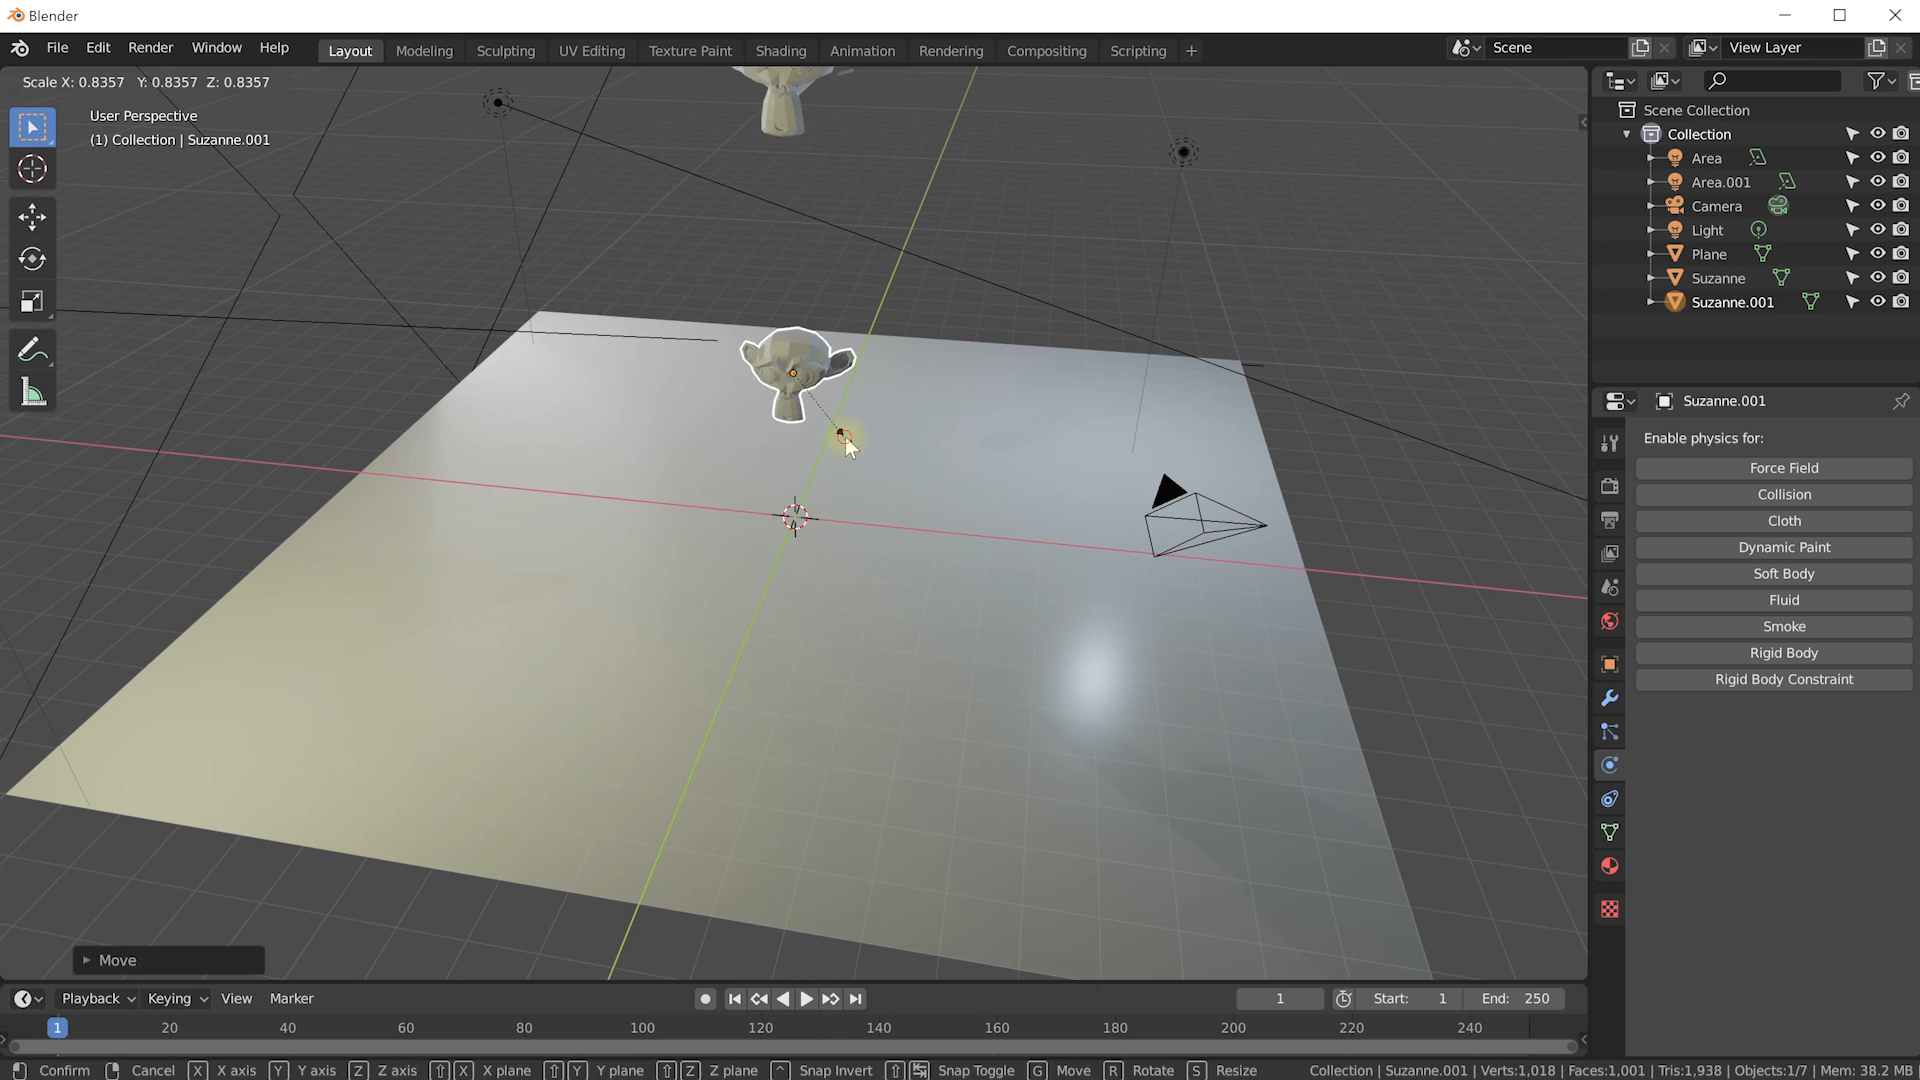 Blender
File Edit Render Window Help Layout Modeling Sculpting UV Editing Texture Paint Shading Animation Rendering Compositing Scripting + Scene View Layer
Scale X: 0.8357 Y: 0.8357 Z: 0.8357
User Perspective
(1) Collection | Suzanne.001
Scene Collection
Collection
Area
Area.001
Camera
Light
Plane
Suzanne
Suzanne.001
Suzanne.001
Enable physics for:
Force Field
Collision
Cloth
Dynamic Paint
Soft Body
Fluid
Smoke
Rigid Body
Rigid Body Constraint
Move
Playback Keying View Marker 1 Start: 1 End: 250
1 20 40 60 80 100 120 140 160 180 200 220 240
Confirm Cancel X X axis Y Y axis Z Z axis X X plane Y Y plane Z Z plane ^ Snap Invert Snap Toggle G Move R Rotate S Resize Collection | Suzanne.001 | Verts:1,018 | Faces:1,001 | Tris:1,938 | Objects:1/7 | Mem: 38.2 MB